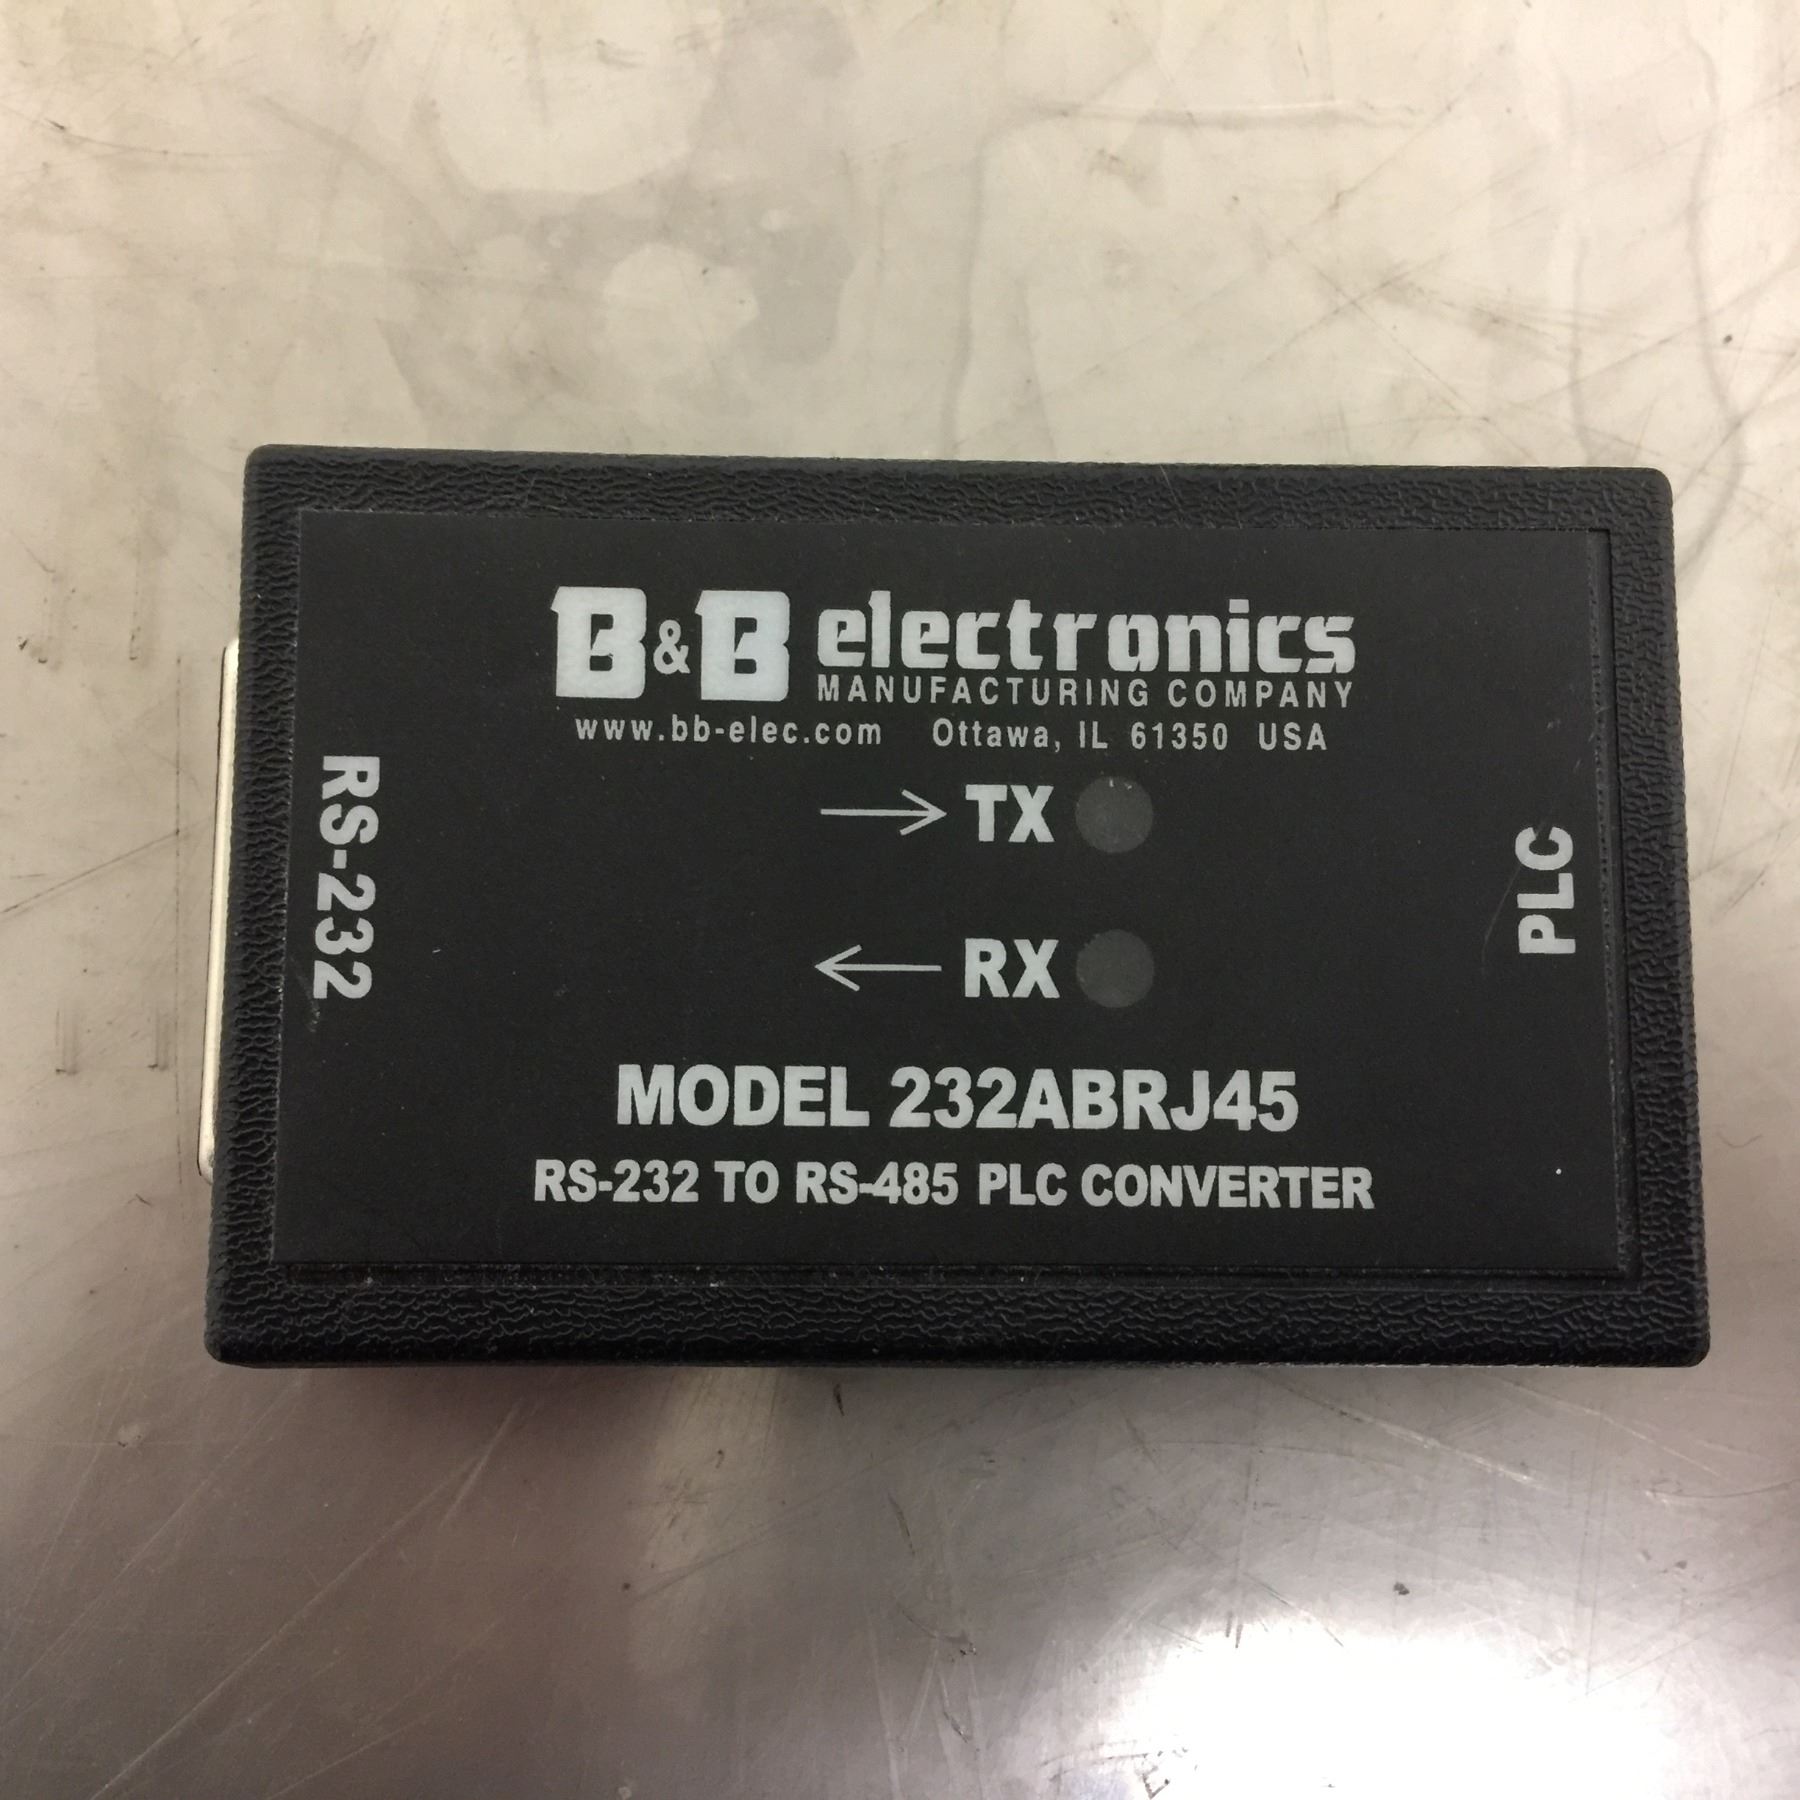 B&B electronics
MANUFACTURING COMPANY
www.bb-elec.com Ottawa, IL 61350 USA
RS-232
→ TX
PLC
← RX
MODEL 232ABRJ45
RS-232 TO RS-485 PLC CONVERTER